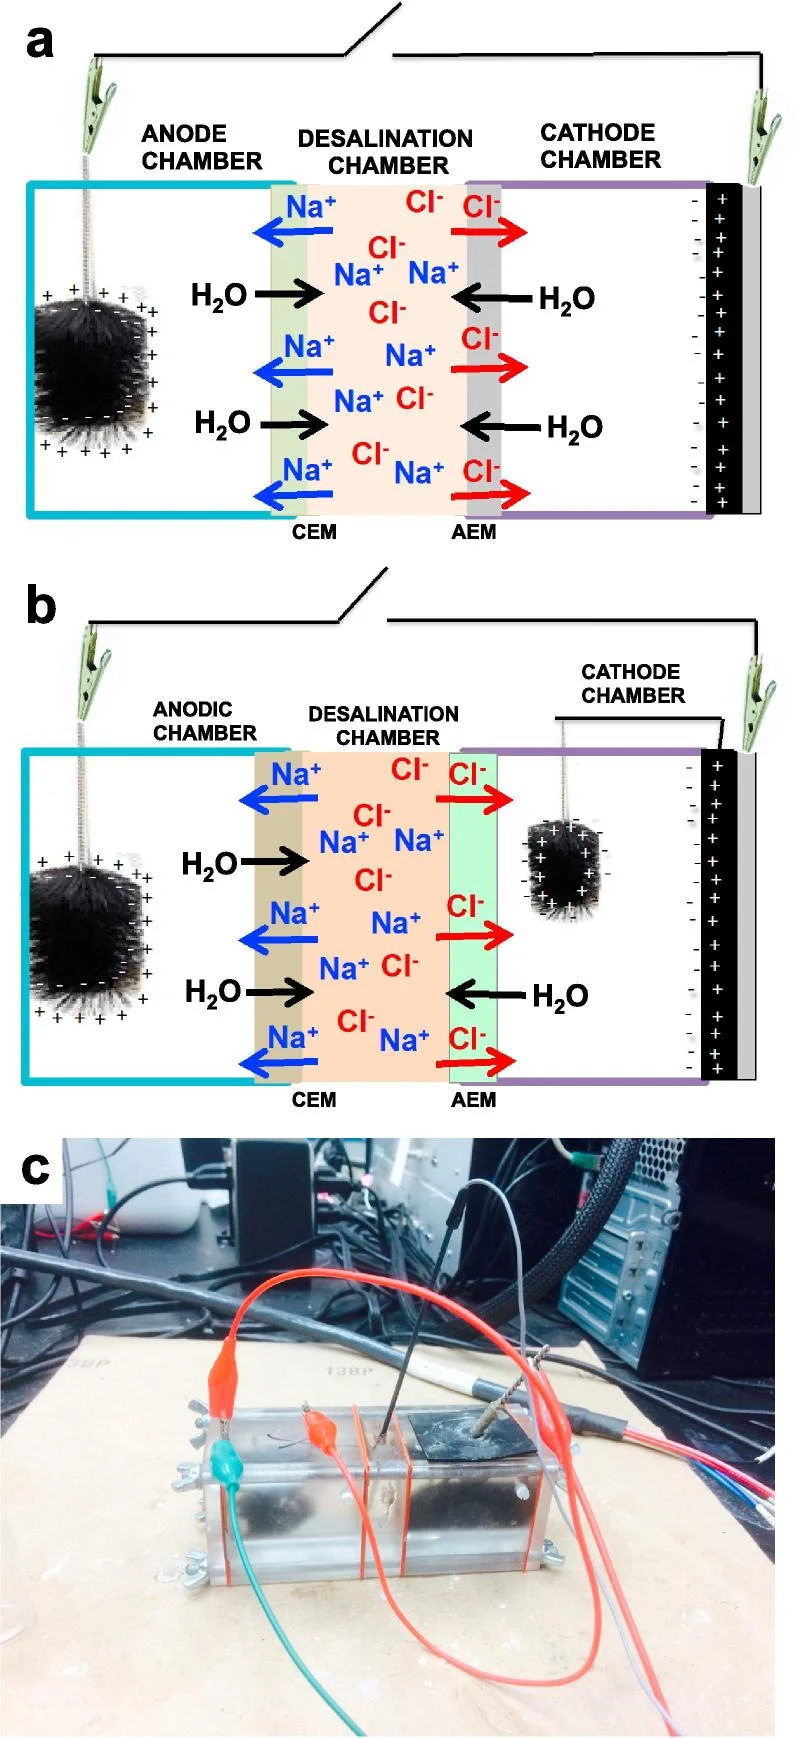 a
ANODE
CHAMBER
DESALINATION
CHAMBER
CATHODE
CHAMBER
Na⁺
Cl⁻
Cl⁻
Cl⁻
Na⁺
Na⁺
H₂O
H₂O
Cl⁻
Na⁺
Na⁺
Cl⁻
Na⁺
Cl⁻
H₂O
H₂O
Cl⁻
Na⁺
Na⁺
Cl⁻
CEM
AEM
b
ANODIC
CHAMBER
DESALINATION
CHAMBER
CATHODE
CHAMBER
Na⁺
Cl⁻
Cl⁻
Cl⁻
Na⁺
Na⁺
H₂O
Cl⁻
Na⁺
Na⁺
Cl⁻
Na⁺
Cl⁻
H₂O
H₂O
Cl⁻
Na⁺
Na⁺
Cl⁻
CEM
AEM
c
13BP